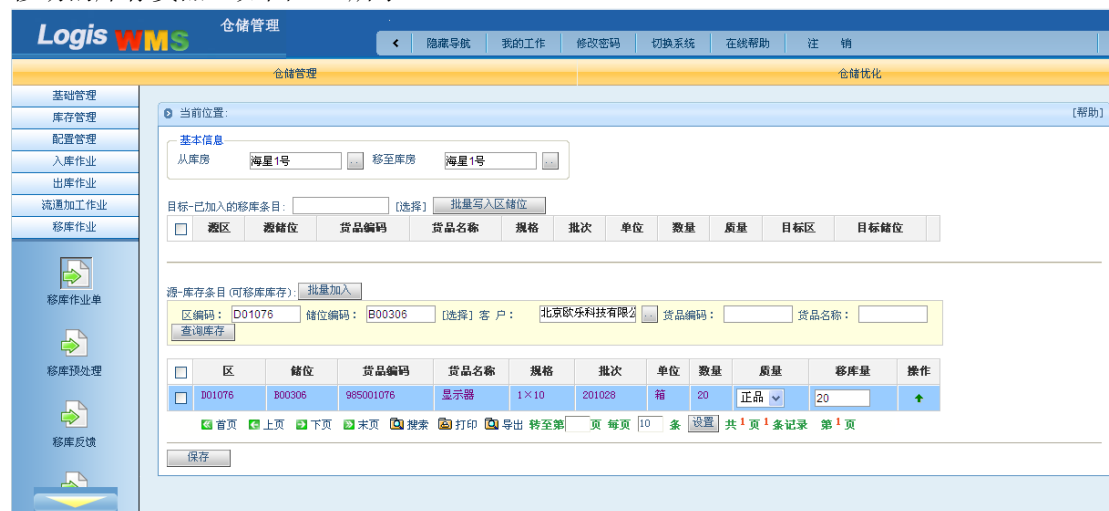 仓储管理
Logis WMS
隐藏导航 我的工作 修改密码 切换系统 在线帮助 注 销
仓储管理 仓储优化
基础管理
库存管理
配置管理
入库作业
出库作业
流通加工作业
移库作业
移库作业单
移库预处理
移库反馈
当前位置: [帮助]
基本信息
从库房 海星1号 .. 移至库房 海星1号 ..
目标-已加入的移库条目: [选择] 批量写入区储位
源区 源储位 货品编码 货品名称 规格 批次 单位 数量 质量 目标区 目标储位
源-库存条目(可移库库存): 批量加入
区编码: D01076 储位编码: B00306 [选择] 客 户: 北京欧乐科技有限公 .. 货品编码: 货品名称:
查询库存
区 储位 货品编码 货品名称 规格 批次 单位 数量 质量 移库量 操作
D01076 B00306 985001076 显示器 1×10 201028 箱 20 正品 20
首页 上页 下页 末页 搜索 打印 导出 转至第 页 每页 10 条 设置 共1页1条记录 第1页
保存